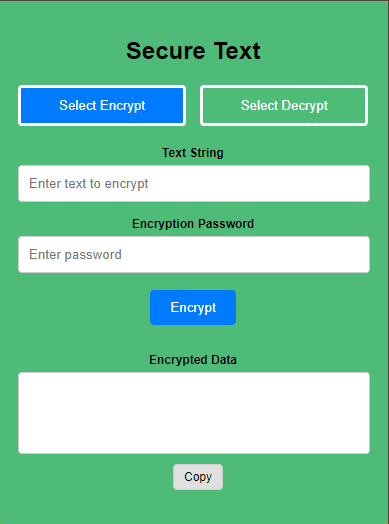 Secure Text
Select Encrypt
Select Decrypt
Text String
Enter text to encrypt
Encryption Password
Enter password
Encrypt
Encrypted Data
Copy